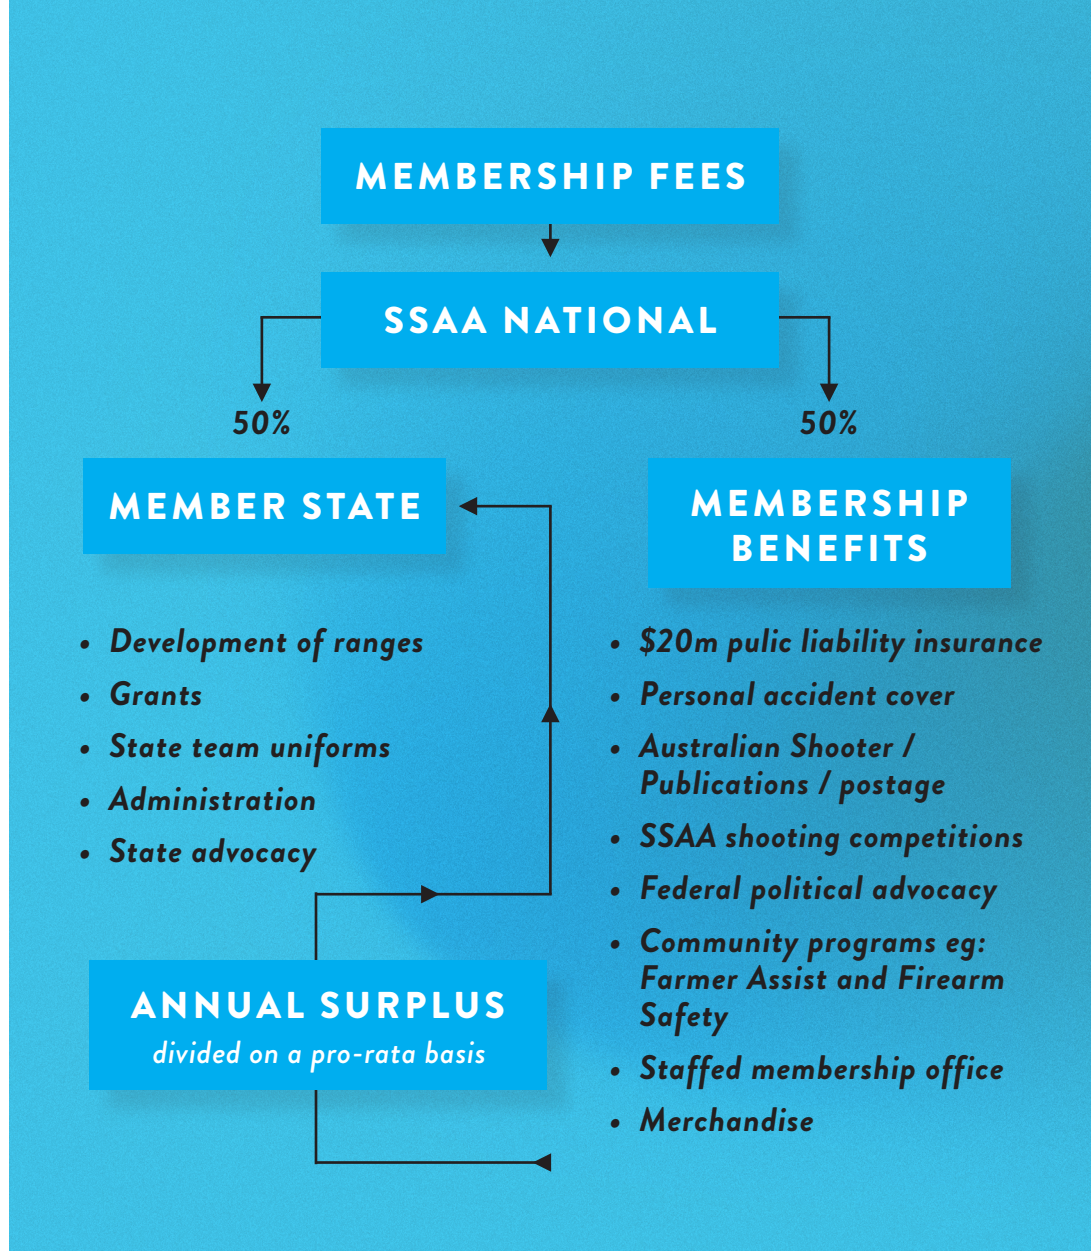 MEMBERSHIP FEES
SSAA NATIONAL
50%
50%
MEMBER STATE
• Development of ranges
• Grants
• State team uniforms
• Administration
• State advocacy
MEMBERSHIP
BENEFITS
• $20m pulic liability insurance
• Personal accident cover
• Australian Shooter /
Publications / postage
• SSAA shooting competitions
• Federal political advocacy
• Community programs eg:
Farmer Assist and Firearm
Safety
• Staffed membership office
• Merchandise
ANNUAL SURPLUS
divided on a pro-rata basis